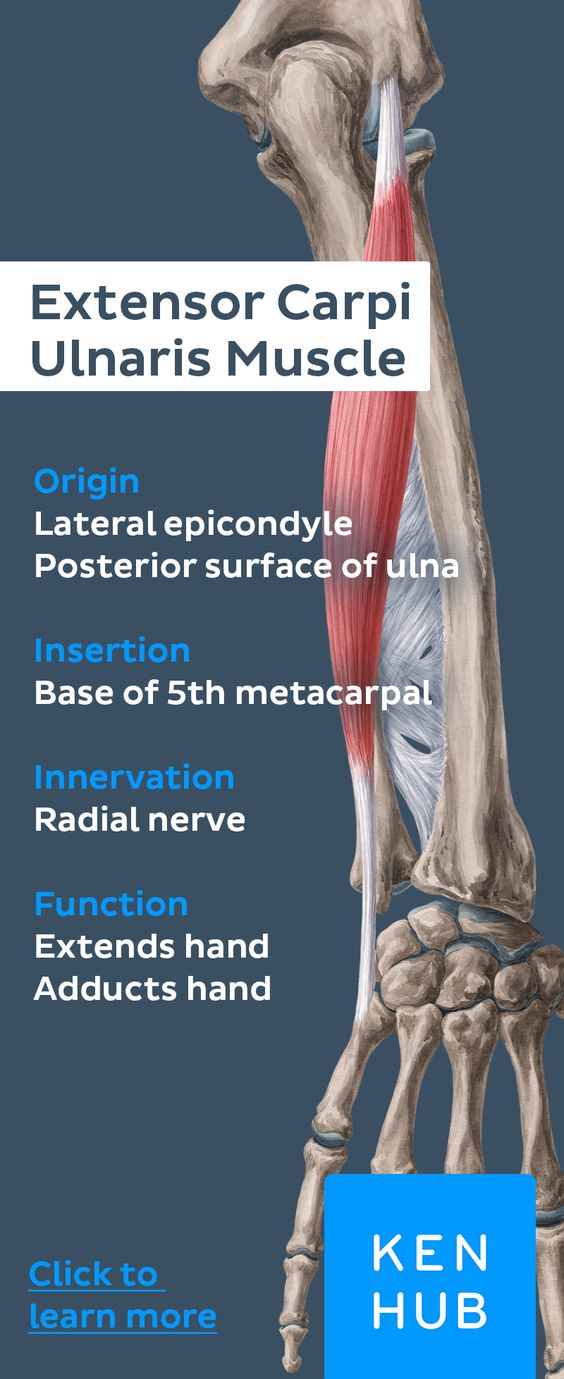 Extensor Carpi
Ulnaris Muscle
Origin
Lateral epicondyle
Posterior surface of ulna
Insertion
Base of 5th metacarpal
Innervation
Radial nerve
Function
Extends hand
Adducts hand
Click to
learn more
KEN
HUB